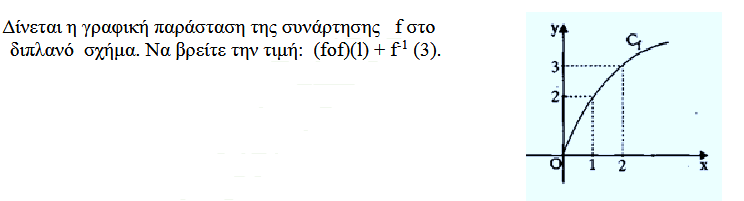 Δίνεται η γραφική παράσταση της συνάρτησης f στο
διπλανό σχήμα. Να βρείτε την τιμή: (fof)(1) + f⁻¹ (3).
y
C_f
3
2
O 1 2 x